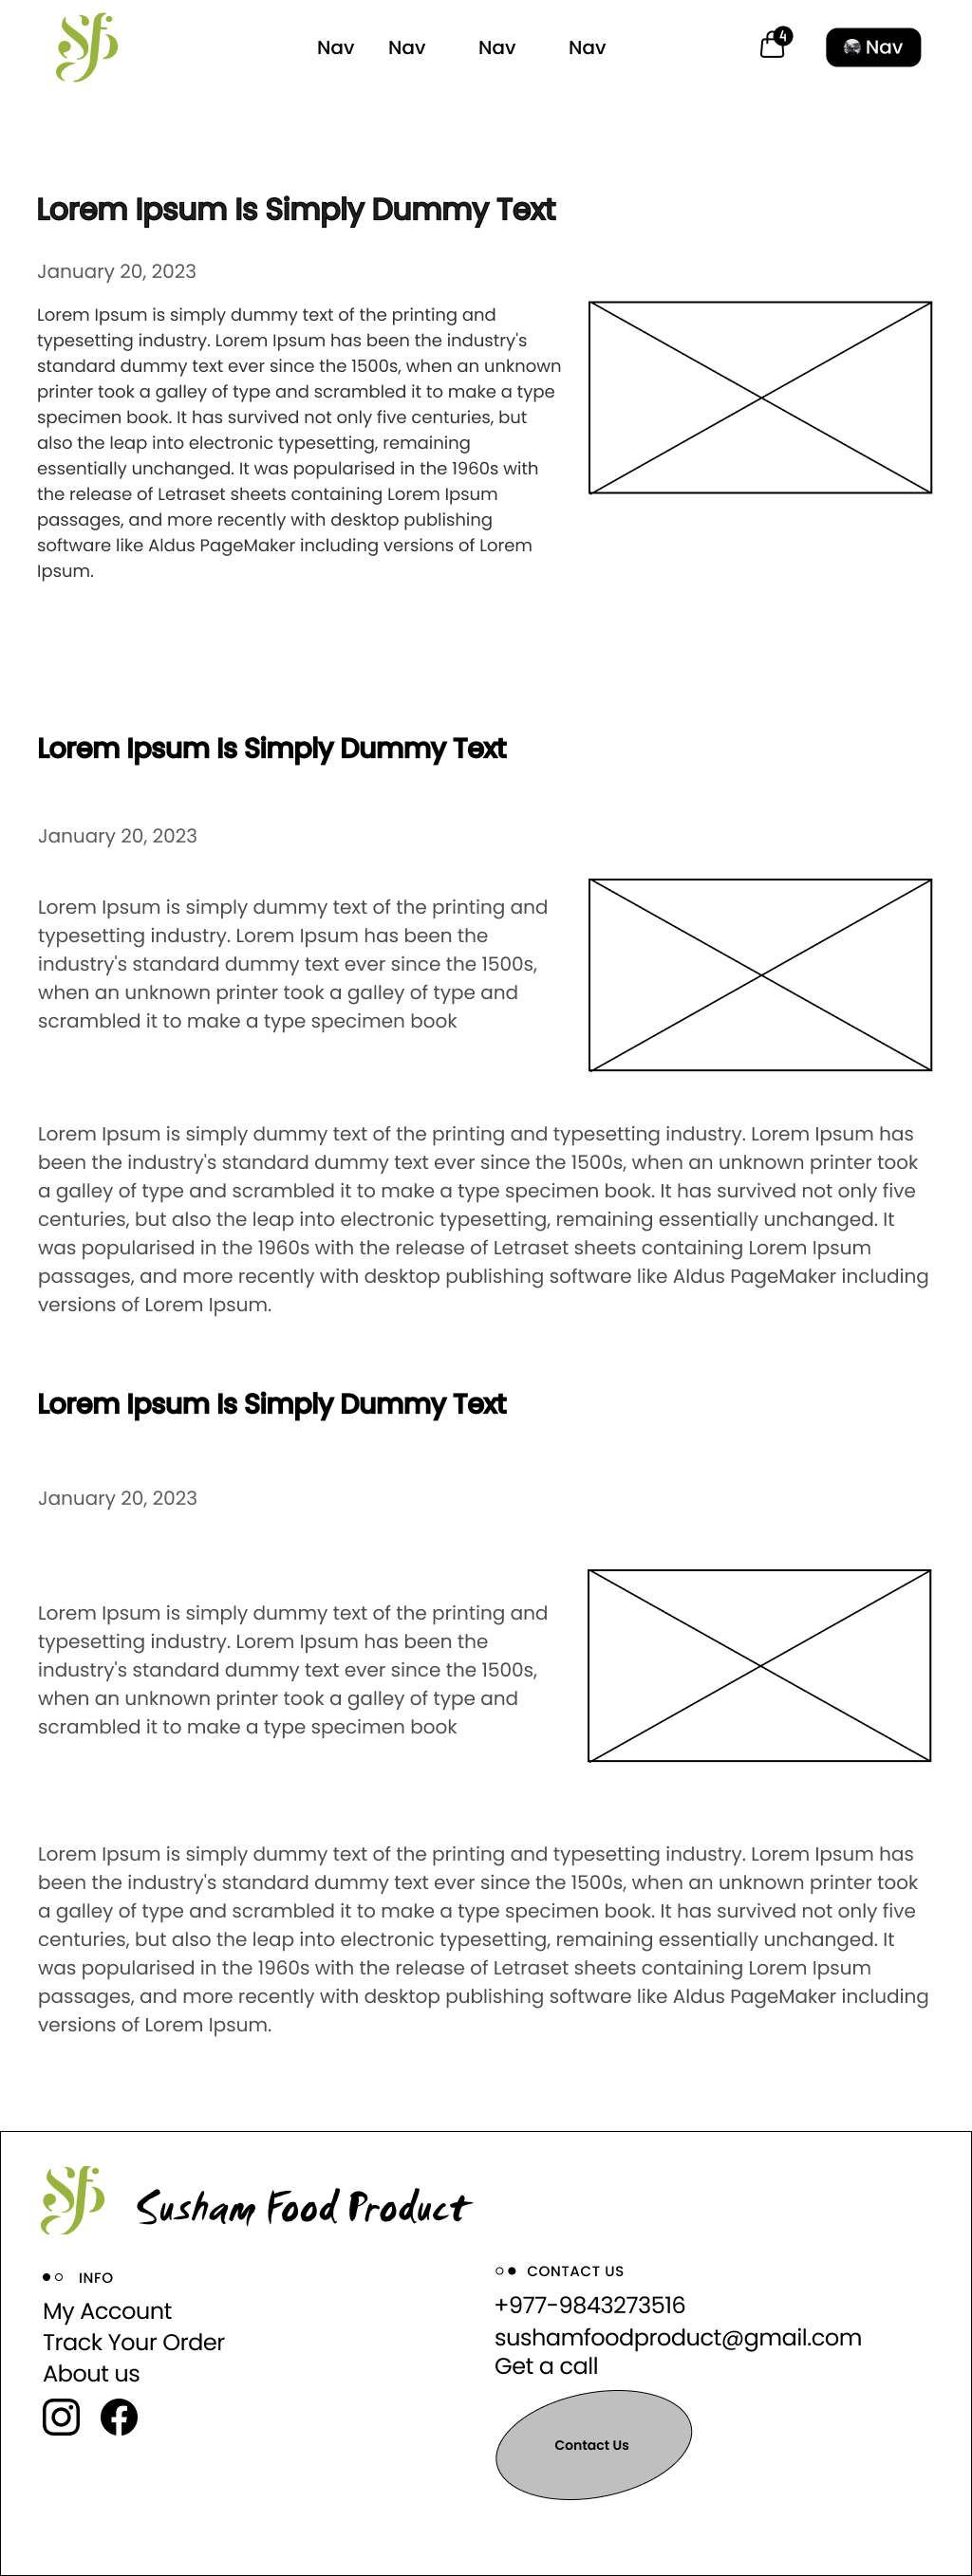 Nav Nav Nav Nav 4 Nav
Lorem Ipsum Is Simply Dummy Text
January 20, 2023
Lorem Ipsum is simply dummy text of the printing and
typesetting industry. Lorem Ipsum has been the industry's
standard dummy text ever since the 1500s, when an unknown
printer took a galley of type and scrambled it to make a type
specimen book. It has survived not only five centuries, but
also the leap into electronic typesetting, remaining
essentially unchanged. It was popularised in the 1960s with
the release of Letraset sheets containing Lorem Ipsum
passages, and more recently with desktop publishing
software like Aldus PageMaker including versions of Lorem
Ipsum.
Lorem Ipsum Is Simply Dummy Text
January 20, 2023
Lorem Ipsum is simply dummy text of the printing and
typesetting industry. Lorem Ipsum has been the
industry's standard dummy text ever since the 1500s,
when an unknown printer took a galley of type and
scrambled it to make a type specimen book
Lorem Ipsum is simply dummy text of the printing and typesetting industry. Lorem Ipsum has
been the industry's standard dummy text ever since the 1500s, when an unknown printer took
a galley of type and scrambled it to make a type specimen book. It has survived not only five
centuries, but also the leap into electronic typesetting, remaining essentially unchanged. It
was popularised in the 1960s with the release of Letraset sheets containing Lorem Ipsum
passages, and more recently with desktop publishing software like Aldus PageMaker including
versions of Lorem Ipsum.
Lorem Ipsum Is Simply Dummy Text
January 20, 2023
Lorem Ipsum is simply dummy text of the printing and
typesetting industry. Lorem Ipsum has been the
industry's standard dummy text ever since the 1500s,
when an unknown printer took a galley of type and
scrambled it to make a type specimen book
Lorem Ipsum is simply dummy text of the printing and typesetting industry. Lorem Ipsum has
been the industry's standard dummy text ever since the 1500s, when an unknown printer took
a galley of type and scrambled it to make a type specimen book. It has survived not only five
centuries, but also the leap into electronic typesetting, remaining essentially unchanged. It
was popularised in the 1960s with the release of Letraset sheets containing Lorem Ipsum
passages, and more recently with desktop publishing software like Aldus PageMaker including
versions of Lorem Ipsum.
Susham Food Product
INFO
My Account
Track Your Order
About us
CONTACT US
+977-9843273516
sushamfoodproduct@gmail.com
Get a call
Contact Us